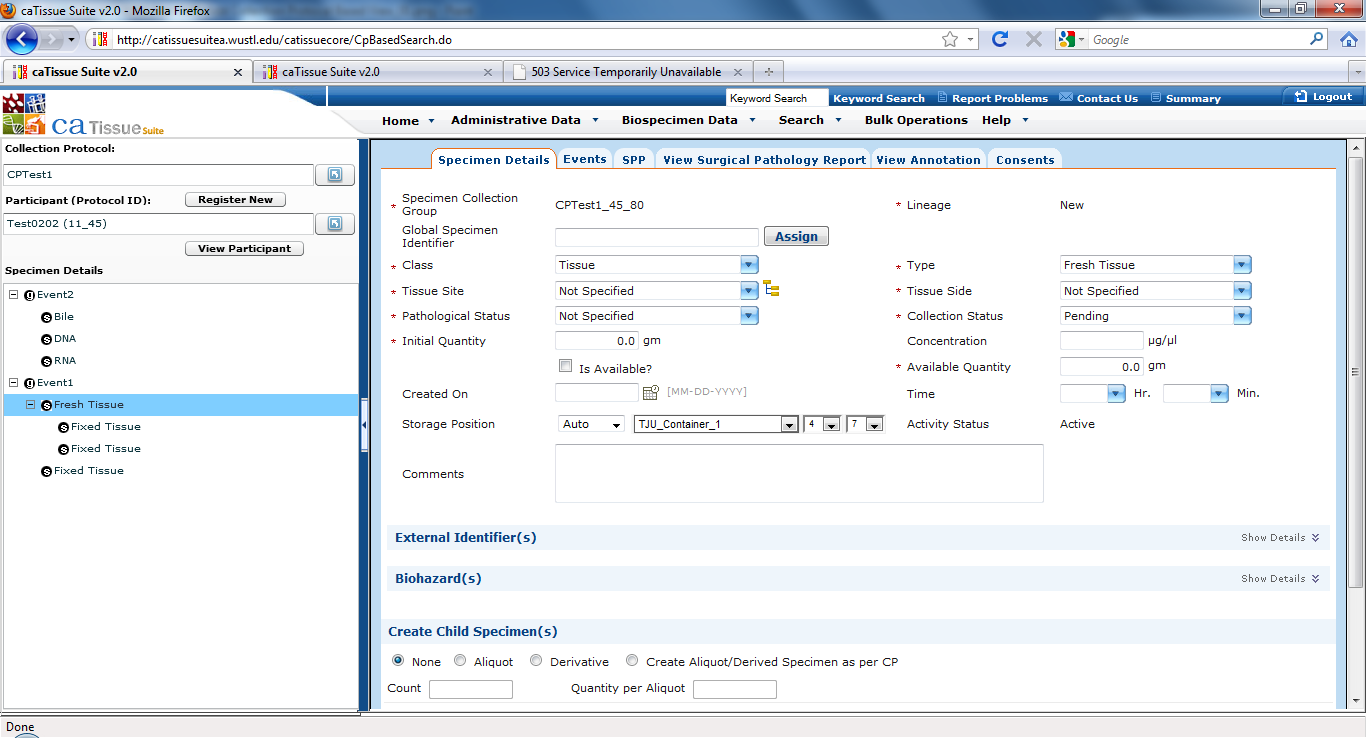 caTissue Suite v2.0 - Mozilla Firefox
http://catissuesuitea.wustl.edu/catissuecore/CpBasedSearch.do
Google
caTissue Suite v2.0
caTissue Suite v2.0
503 Service Temporarily Unavailable
Keyword Search Keyword Search Report Problems Contact Us Summary Logout
ca Tissue Suite
Home Administrative Data Biospecimen Data Search Bulk Operations Help
Collection Protocol:
CPTest1
Participant (Protocol ID): Register New
Test0202 (11_45)
View Participant
Specimen Details
Event2
Bile
DNA
RNA
Event1
Fresh Tissue
Fixed Tissue
Fixed Tissue
Fixed Tissue
Specimen Details Events SPP View Surgical Pathology Report View Annotation Consents
* Specimen Collection Group CPTest1_45_80 * Lineage New
Global Specimen Identifier Assign
* Class Tissue * Type Fresh Tissue
* Tissue Site Not Specified * Tissue Side Not Specified
* Pathological Status Not Specified * Collection Status Pending
* Initial Quantity 0.0 gm Concentration µg/µl
Is Available? * Available Quantity 0.0 gm
Created On [MM-DD-YYYY] Time Hr. Min.
Storage Position Auto TJU_Container_1 4 7 Activity Status Active
Comments
External Identifier(s) Show Details
Biohazard(s) Show Details
Create Child Specimen(s)
None Aliquot Derivative Create Aliquot/Derived Specimen as per CP
Count Quantity per Aliquot
Done